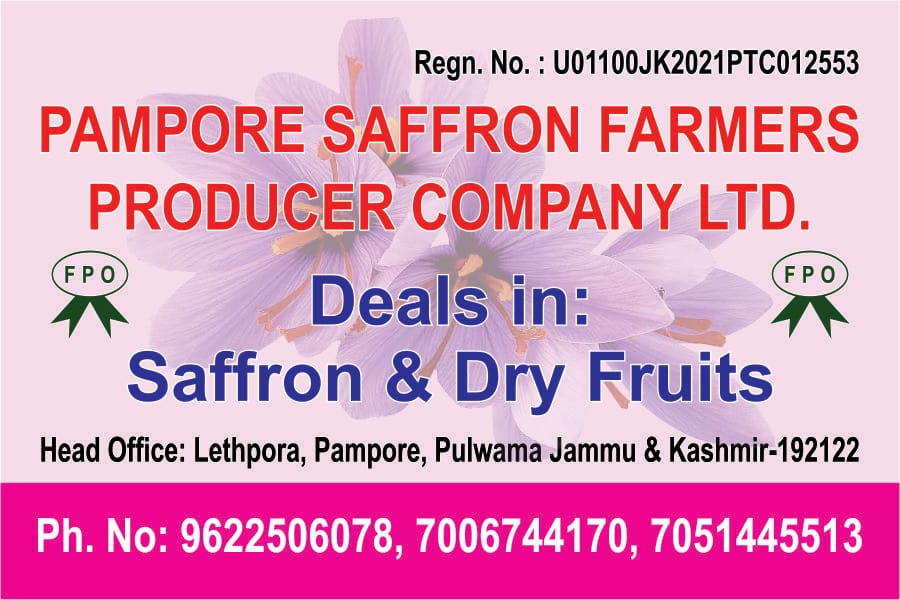 Regn. No. : U01100JK2021PTC012553
PAMPORE SAFFRON FARMERS
PRODUCER COMPANY LTD.
FPO
FPO
Deals in:
Saffron & Dry Fruits
Head Office: Lethpora, Pampore, Pulwama Jammu & Kashmir-192122
Ph. No: 9622506078, 7006744170, 7051445513